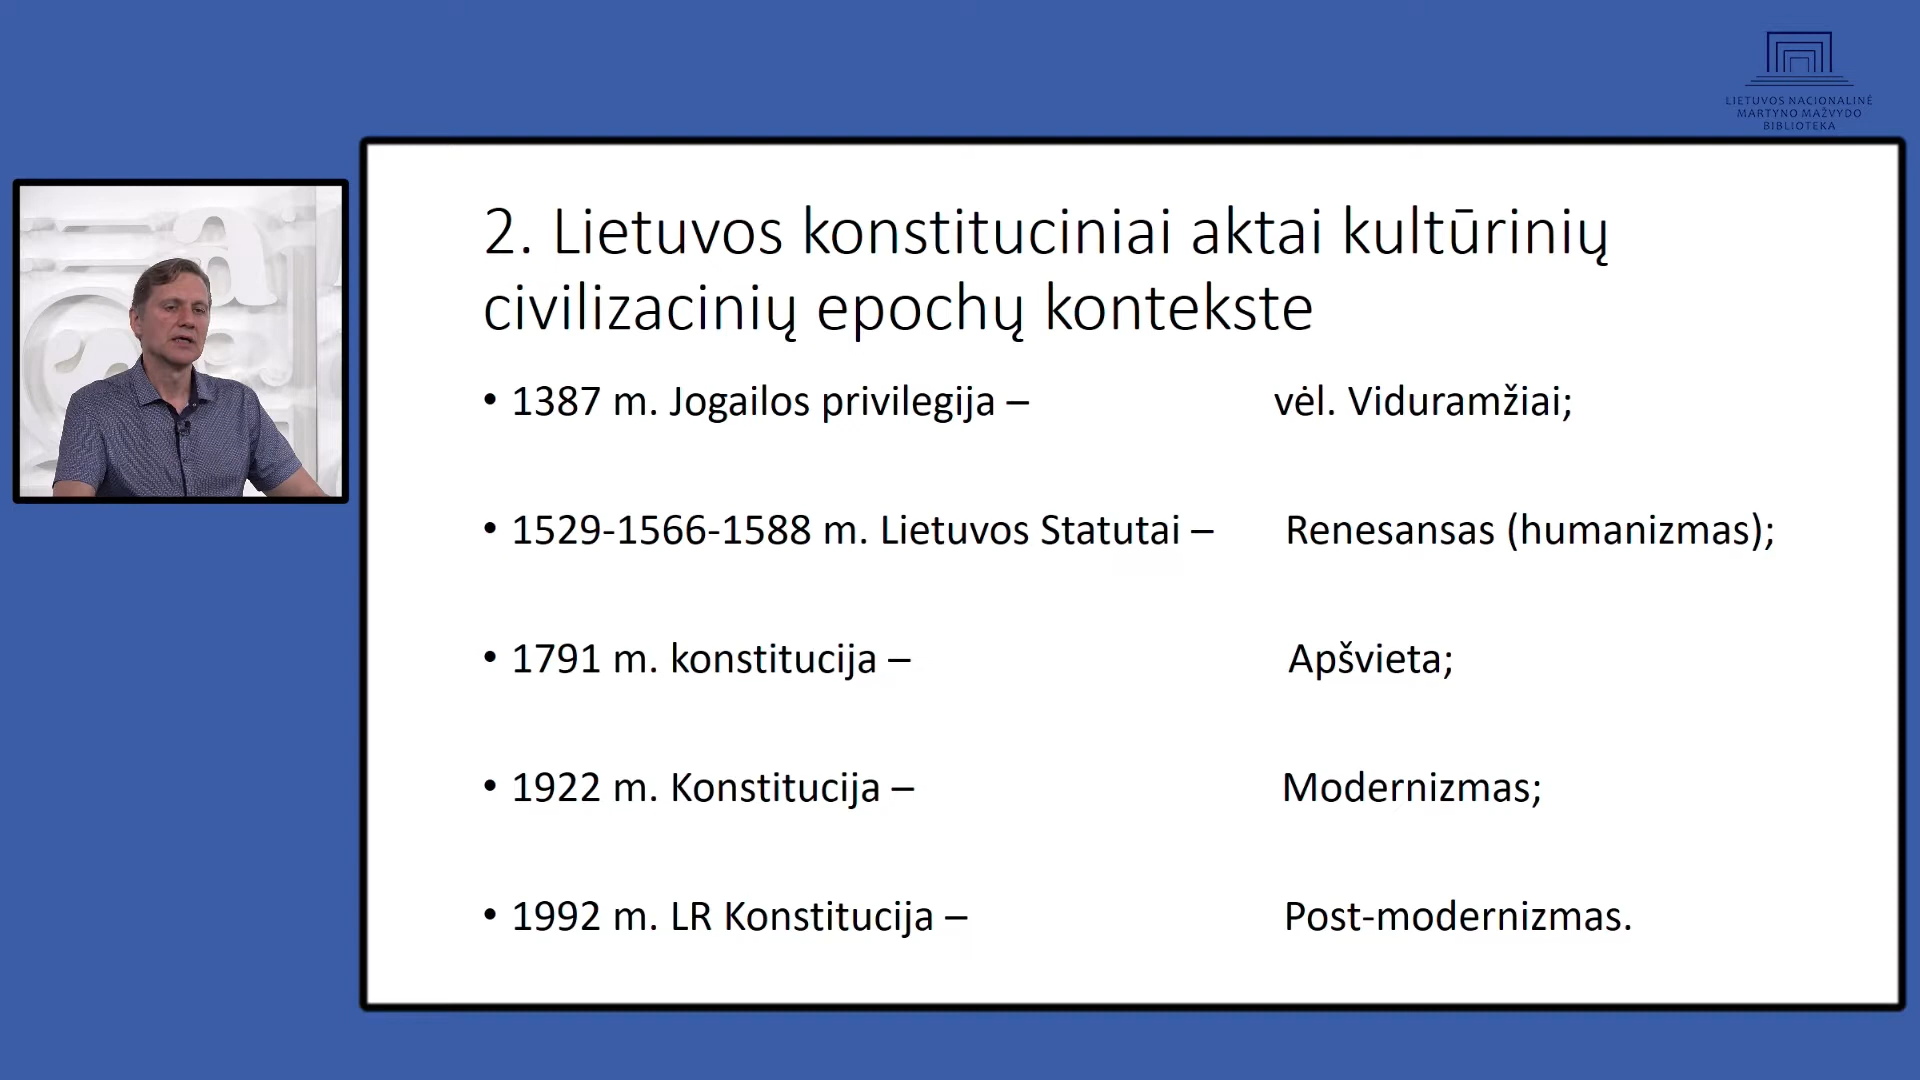 LIETUVOS NACIONALINĖ
MARTYNO MAŽVYDO
BIBLIOTEKA
2. Lietuvos konstituciniai aktai kultūrinių
civilizacinių epochų kontekste
• 1387 m. Jogailos privilegija – vėl. Viduramžiai;
• 1529-1566-1588 m. Lietuvos Statutai – Renesansas (humanizmas);
• 1791 m. konstitucija – Apšvieta;
• 1922 m. Konstitucija – Modernizmas;
• 1992 m. LR Konstitucija – Post-modernizmas.